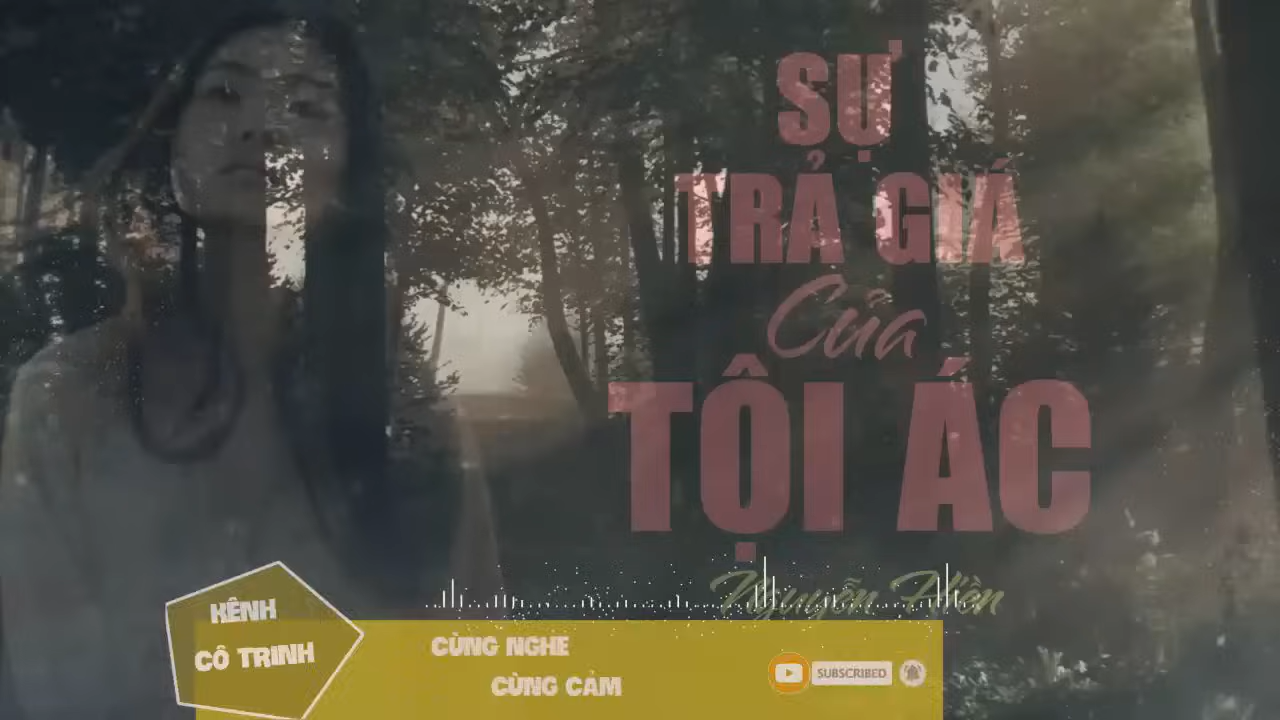 SỰ
TRẢ GIÁ
Của
TỘI ÁC
Nguyễn Hiền
KÊNH
CÔ TRINH
CÙNG NGHE
CÙNG CẢM
SUBSCRIBED